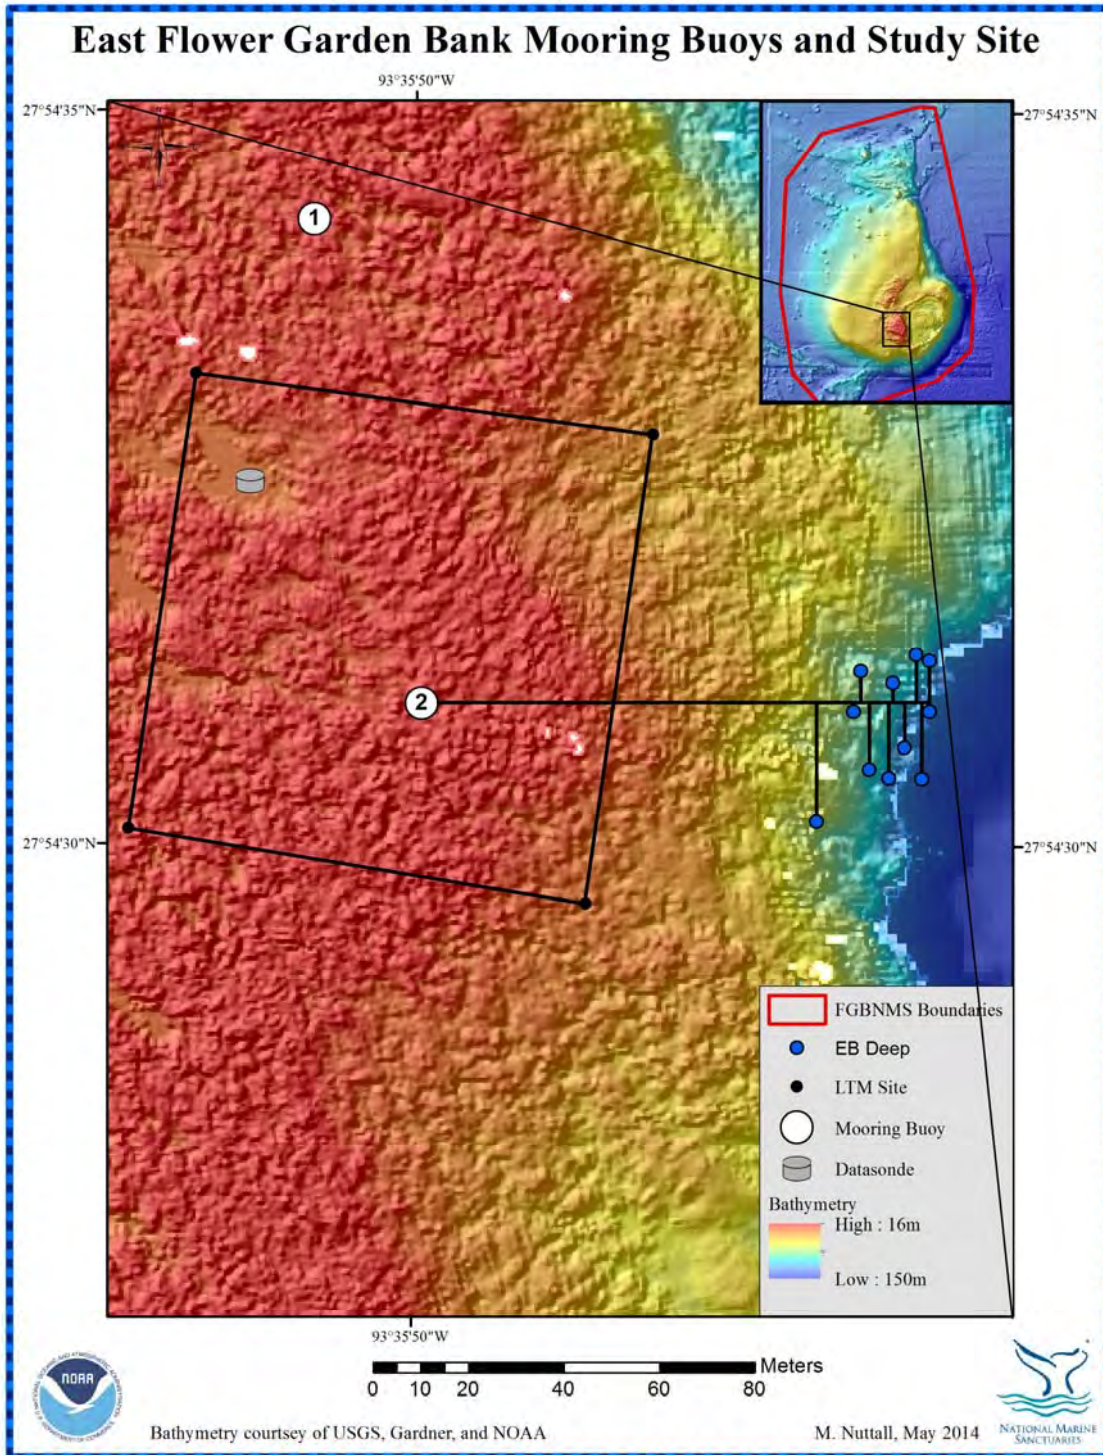 East Flower Garden Bank Mooring Buoys and Study Site
93°35'50"W
27°54'35"N
27°54'35"N
1
2
27°54'30"N
27°54'30"N
FGBNMS Boundaries
EB Deep
LTM Site
Mooring Buoy
Datasonde
Bathymetry
High : 16m
Low : 150m
93°35'50"W
Meters
0 10 20 40 60 80
NOAA
NATIONAL MARINE
SANCTUARIES
Bathymetry courtsey of USGS, Gardner, and NOAA
M. Nuttall, May 2014